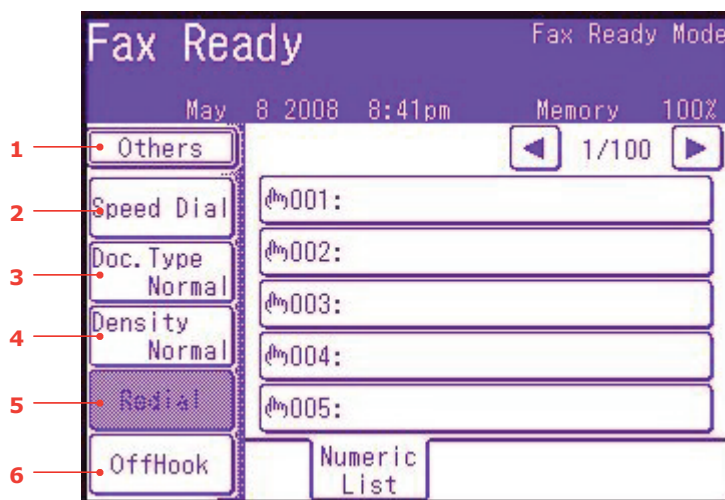 Fax Ready
Fax Ready Mode
May 8 2008 8:41pm Memory 100%
1 Others
1/100
2 Speed Dial
001:
3 Doc.Type
Normal
002:
003:
4 Density
Normal
004:
5 Redial
005:
6 OffHook
Numeric
List